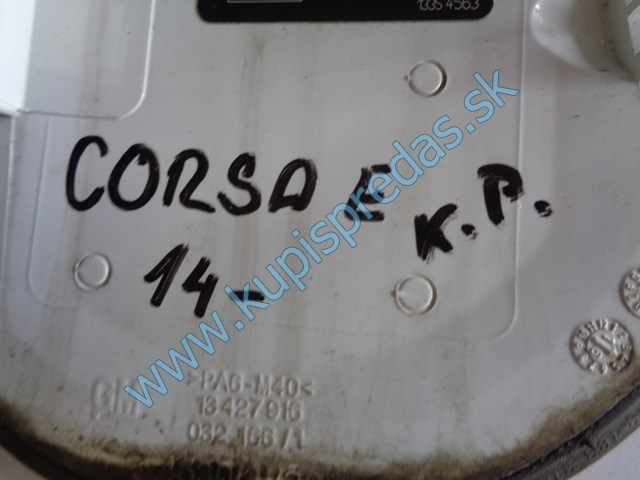 1335 4563
CORSA E
K.P.
14-
www.kupispredas.sk
>PA6-M40<
GM 13427916
032 166/1